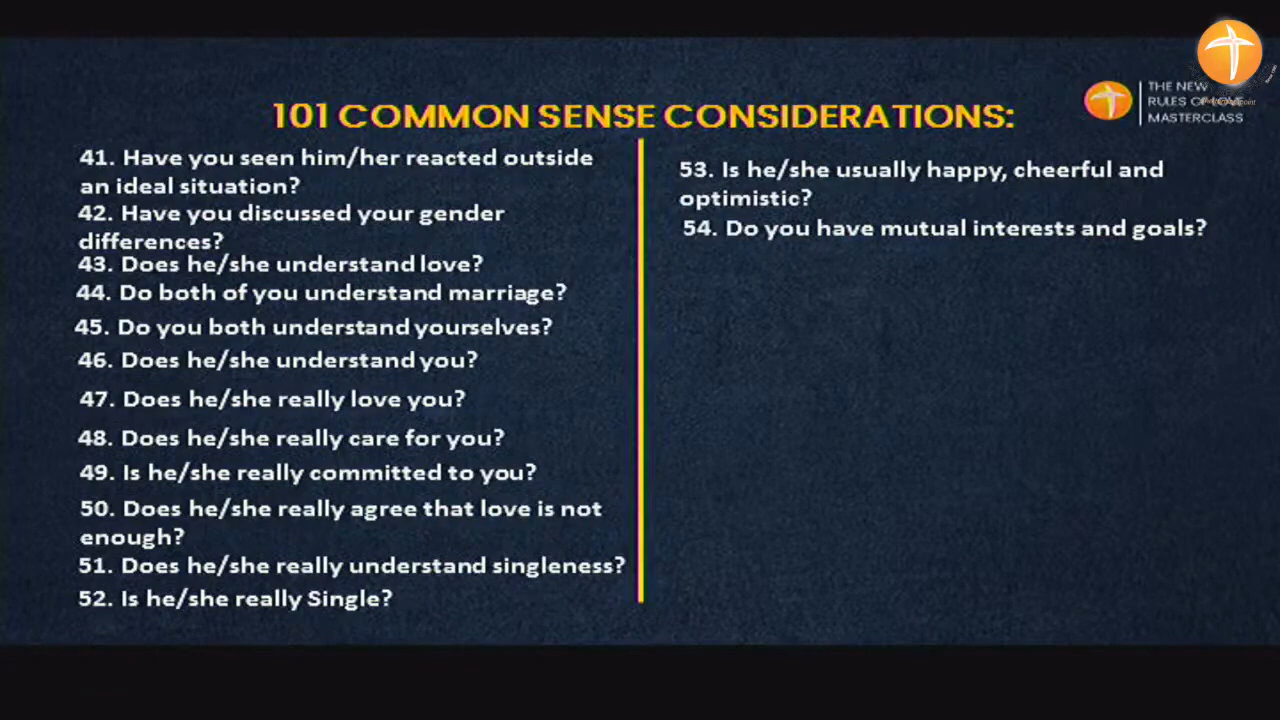 101 COMMON SENSE CONSIDERATIONS:
THE NEW
RULES OF LOVE
MASTERCLASS
41. Have you seen him/her reacted outside
an ideal situation?
42. Have you discussed your gender
differences?
43. Does he/she understand love?
44. Do both of you understand marriage?
45. Do you both understand yourselves?
46. Does he/she understand you?
47. Does he/she really love you?
48. Does he/she really care for you?
49. Is he/she really committed to you?
50. Does he/she really agree that love is not
enough?
51. Does he/she really understand singleness?
52. Is he/she really Single?
53. Is he/she usually happy, cheerful and
optimistic?
54. Do you have mutual interests and goals?